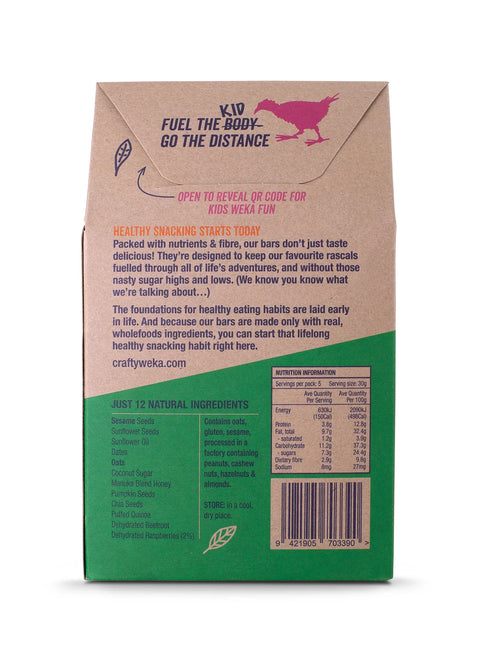 KID
FUEL THE BODY
GO THE DISTANCE
OPEN TO REVEAL QR CODE FOR
KIDS WEKA FUN
HEALTHY SNACKING STARTS TODAY
Packed with nutrients & fibre, our bars don't just taste
delicious! They're designed to keep our favourite rascals
fuelled through all of life's adventures, and without those
nasty sugar highs and lows. (We know you know what
we're talking about...)
The foundations for healthy eating habits are laid early
in life. And because our bars are made only with real,
wholefoods ingredients, you can start that lifelong
healthy snacking habit right here.
craftyweka.com
JUST 12 NATURAL INGREDIENTS
Sesame Seeds
Sunflower Seeds
Sunflower Oil
Dates
Oats
Coconut Sugar
Manuka Blend Honey
Pumpkin Seeds
Chia Seeds
Puffed Quinoa
Dehydrated Beetroot
Dehydrated Raspberries (2%)
Contains oats,
gluten, sesame,
processed in a
factory containing
peanuts, cashew
nuts, hazelnuts &
almonds.
STORE: in a cool,
dry place.
NUTRITION INFORMATION
Servings per pack: 5 Serving size: 30g
Ave Quantity Ave Quantity
Per Serving Per 100g
Energy 630kJ 2090kJ
(150Cal) (498Cal)
Protein 3.8g 12.8g
Fat, total 9.7g 32.4g
- saturated 1.2g 3.9g
Carbohydrate 11.2g 37.3g
- sugars 7.3g 24.4g
Dietary fibre 2.9g 9.8g
Sodium 8mg 27mg
9 421905 703390 >